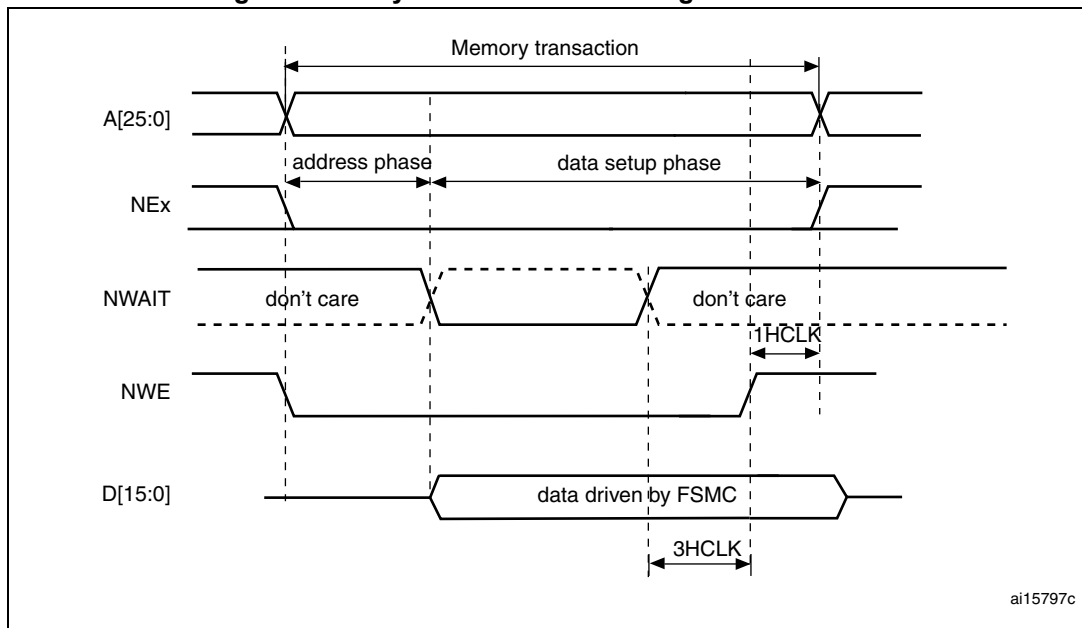 Memory transaction
A[25:0]
address phase
data setup phase
NEx
NWAIT
don't care
don't care
1HCLK
NWE
D[15:0]
data driven by FSMC
3HCLK
ai15797c